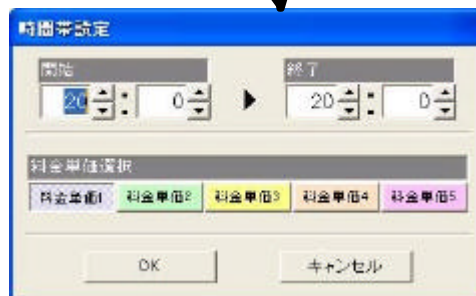 時間帯設定
開始 終了
20 : 0 ▶ 20 : 0
料金単価選択
料金単価1 料金単価2 料金単価3 料金単価4 料金単価5
OK キャンセル